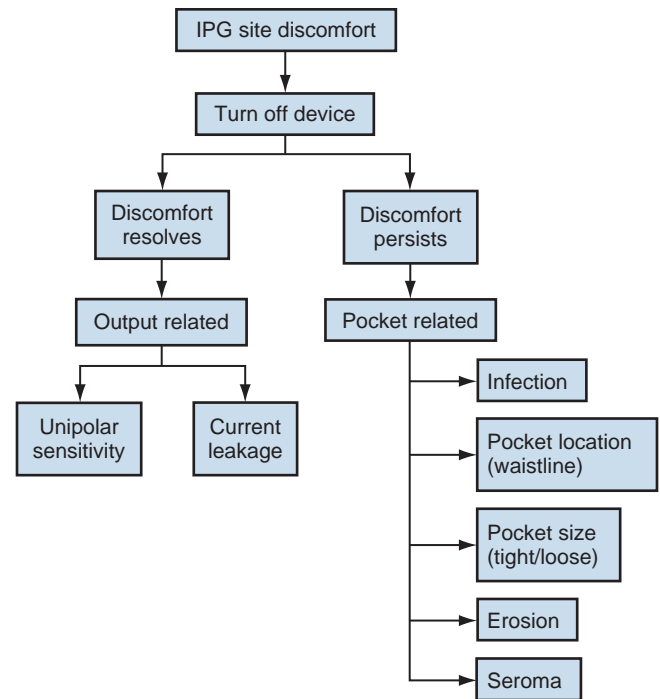 IPG site discomfort
Turn off device
Discomfort
resolves
Discomfort
persists
Output related
Pocket related
Unipolar
sensitivity
Current
leakage
Infection
Pocket location
(waistline)
Pocket size
(tight/loose)
Erosion
Seroma